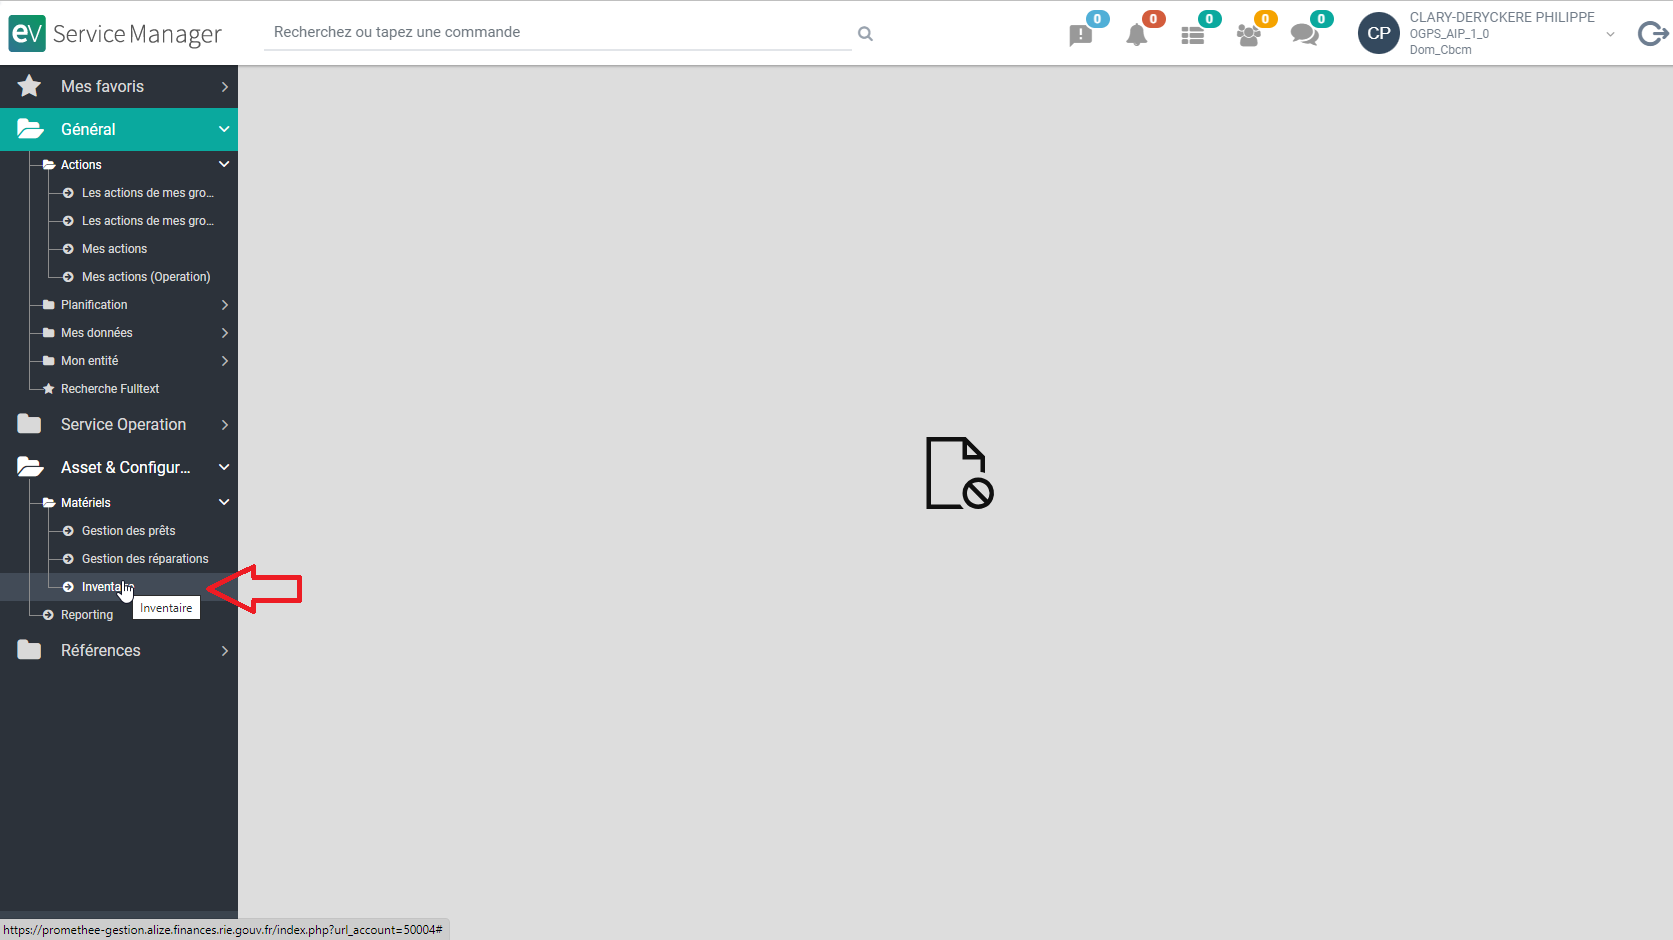 eV Service Manager
Recherchez ou tapez une commande
0
0
0
0
0
CP
CLARY-DERYCKERE PHILIPPE
OGPS_AIP_1_0
Dom_Cbcm
Mes favoris
Général
Actions
Les actions de mes gro...
Les actions de mes gro...
Mes actions
Mes actions (Operation)
Planification
Mes données
Mon entité
Recherche Fulltext
Service Operation
Asset & Configur...
Matériels
Gestion des prêts
Gestion des réparations
Inventaire
Inventaire
Reporting
Références
https://promethee-gestion.alize.finances.rie.gouv.fr/index.php?url_account=50004#